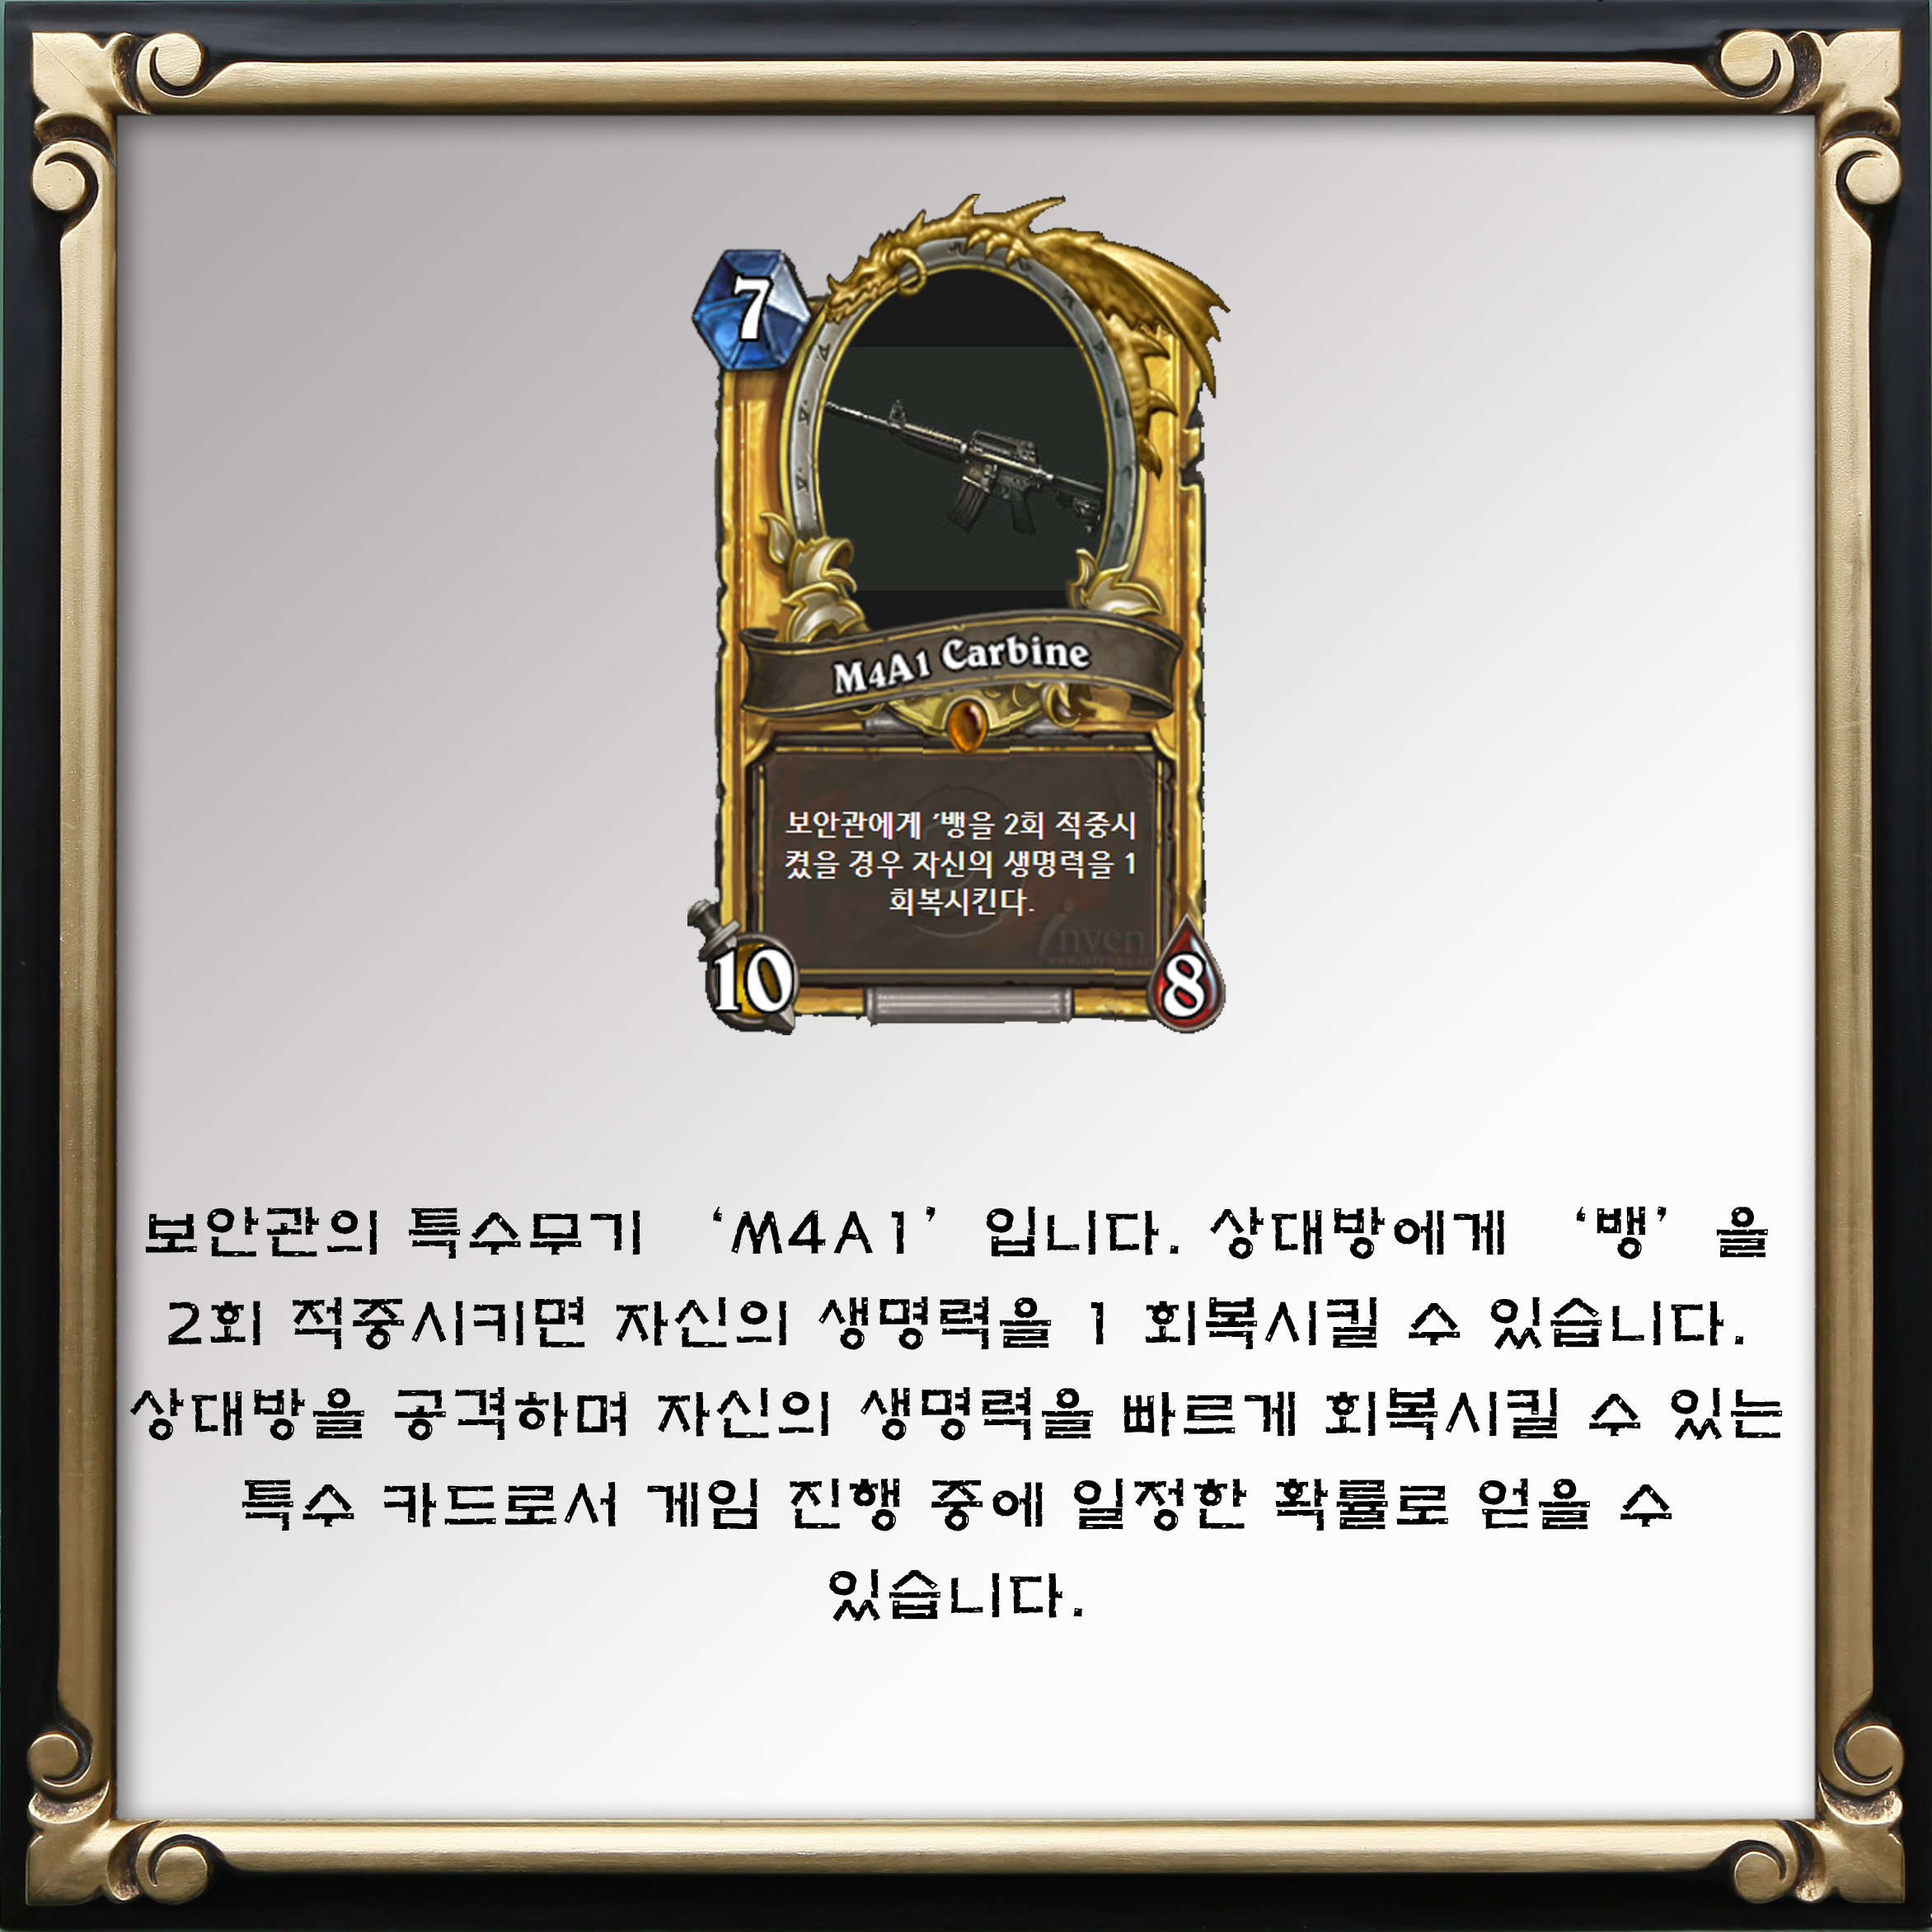 7
M4A1 Carbine
보안관에게 '뱅을 2회 적중시
켰을 경우 자신의 생명력을 1
회복시킨다.
inven
10
8
보안관의 특수무기 ‘M4A1’ 입니다. 상대방에게 ‘뱅’ 을
2회 적중시키면 자신의 생명력을 1 회복시킬 수 있습니다.
상대방을 공격하며 자신의 생명력을 빠르게 회복시킬 수 있는
특수 카드로서 게임 진행 중에 일정한 확률로 얻을 수
있습니다.